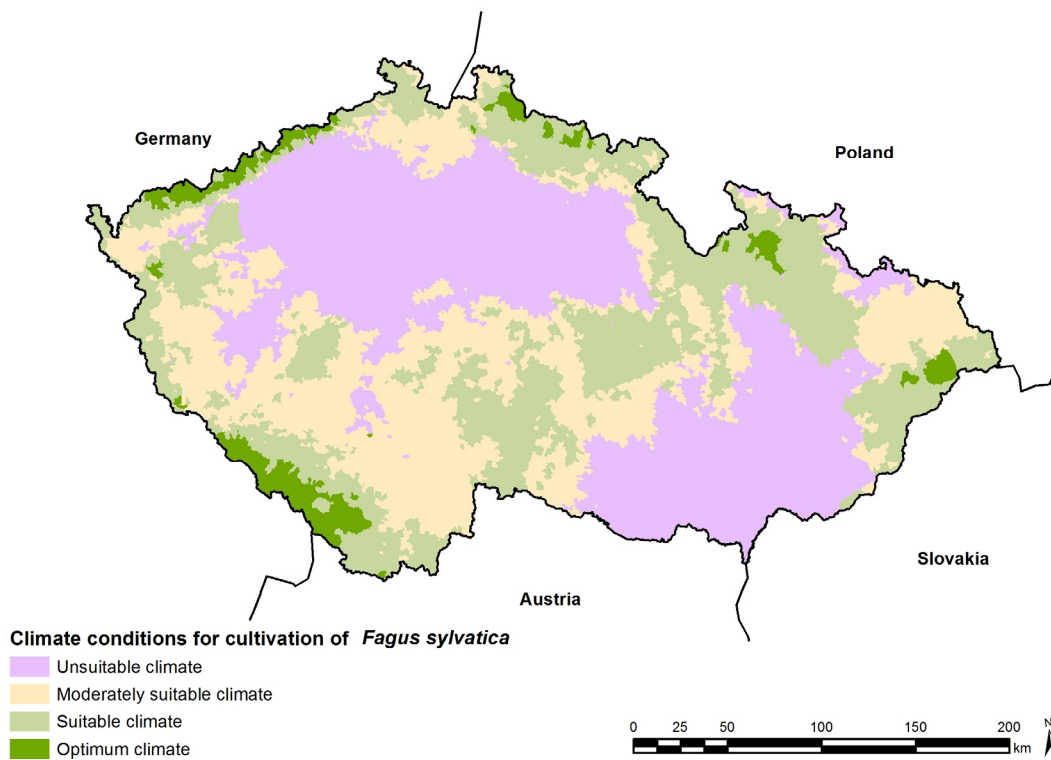 Germany
Poland
Slovakia
Austria
Climate conditions for cultivation of Fagus sylvatica
Unsuitable climate
Moderately suitable climate
Suitable climate
Optimum climate
0 25 50 100 150 200
km
N